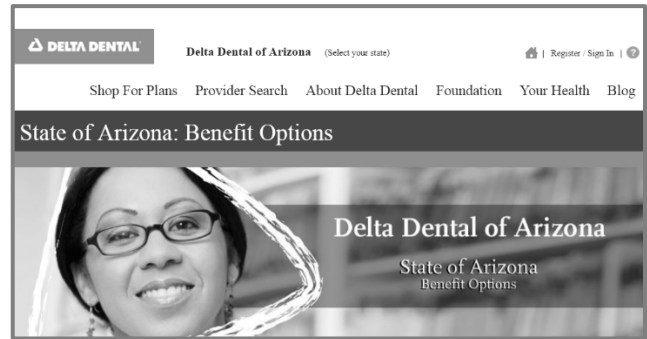 DELTA DENTAL
Delta Dental of Arizona (Select your state) | Register / Sign In | ?
Shop For Plans Provider Search About Delta Dental Foundation Your Health Blog
State of Arizona: Benefit Options
Delta Dental of Arizona
State of Arizona
Benefit Options